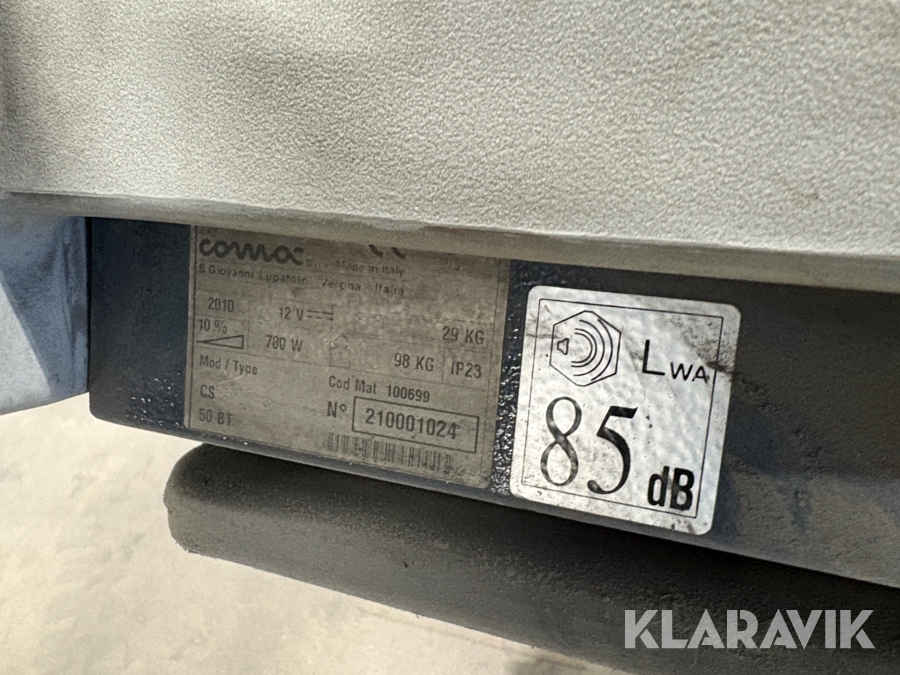 comac
S.r.l. - Made in Italy
S.Giovanni Lupatoto - Verona - Italia
2010 12 V 29 KG
10 % 780 W 98 KG IP23
Mod / Type Cod Mat 100699
CS
50 BT N° 210001024
LWA
85 dB
KLARAVIK